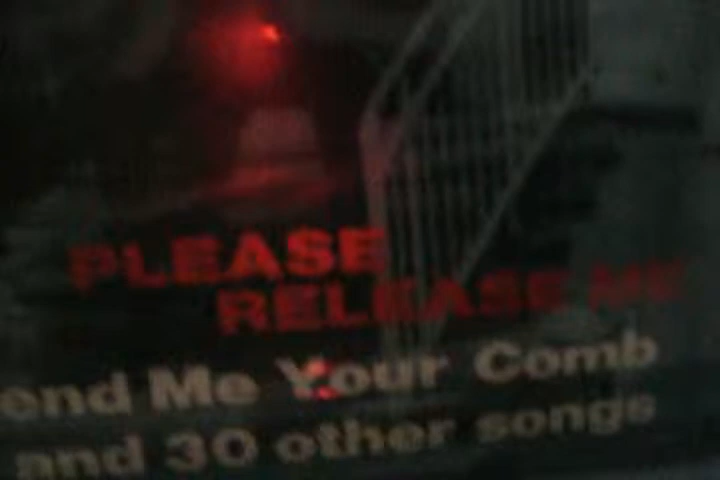 PLEASE
RELEASE ME
end Me Your Comb
and 30 other songs